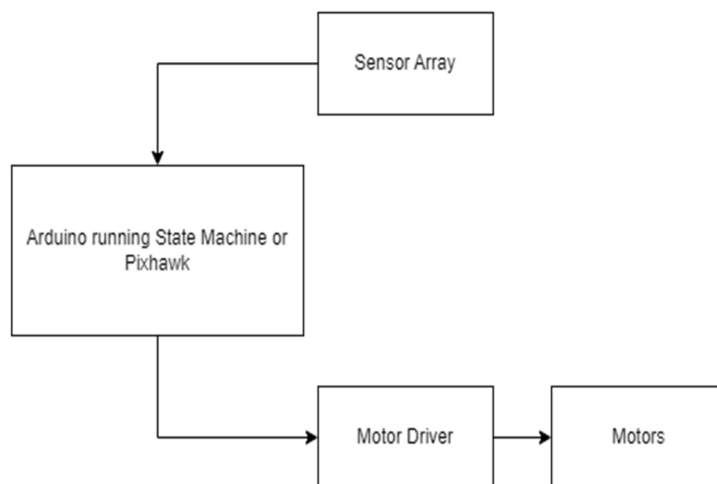 Sensor Array
Arduino running State Machine or
Pixhawk
Motor Driver
Motors